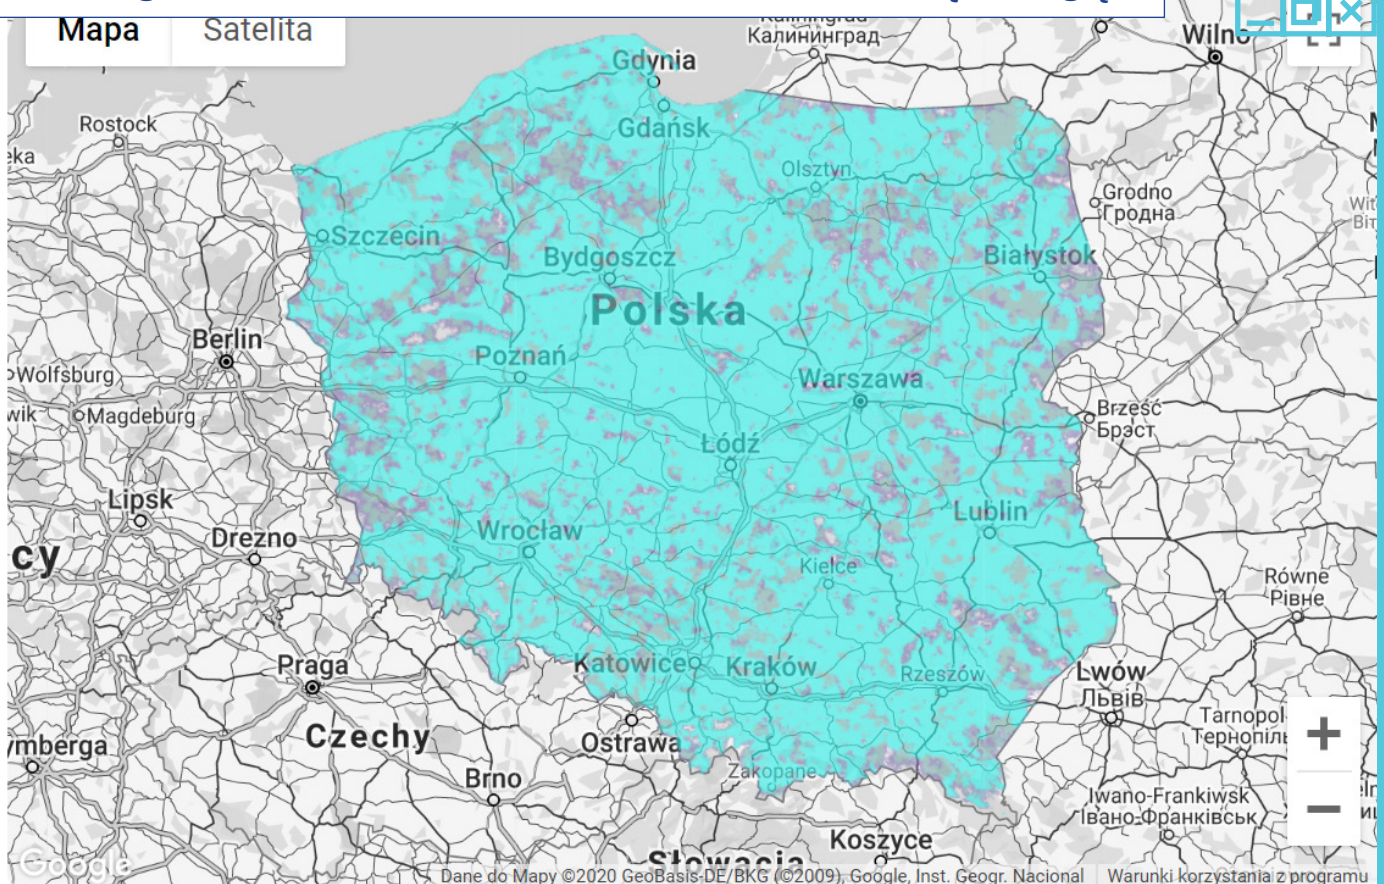 Mapa
Satelita
Калининград
Wilno
Gdynia
Rostock
Gdańsk
Olsztyn
Grodno
Гродна
Szczecin
Białystok
Bydgoszcz
Polska
Berlin
Poznań
Wolfsburg
Warszawa
Magdeburg
Brześć
Брэст
Łódź
Lipsk
Lublin
Wrocław
Drezno
cy
Kielce
Równe
Рівне
Praga
Katowice
Kraków
Rzeszów
Lwów
Львів
Czechy
Ostrawa
Tarnopol
Тернопіль
ymberga
Brno
Zakopane
Iwano-Frankiwsk
Івано-Франківськ
Koszyce
Słowacja
Google
Dane do Mapy ©2020 GeoBasis-DE/BKG (©2009), Google, Inst. Geogr. Nacional
Warunki korzystania z programu